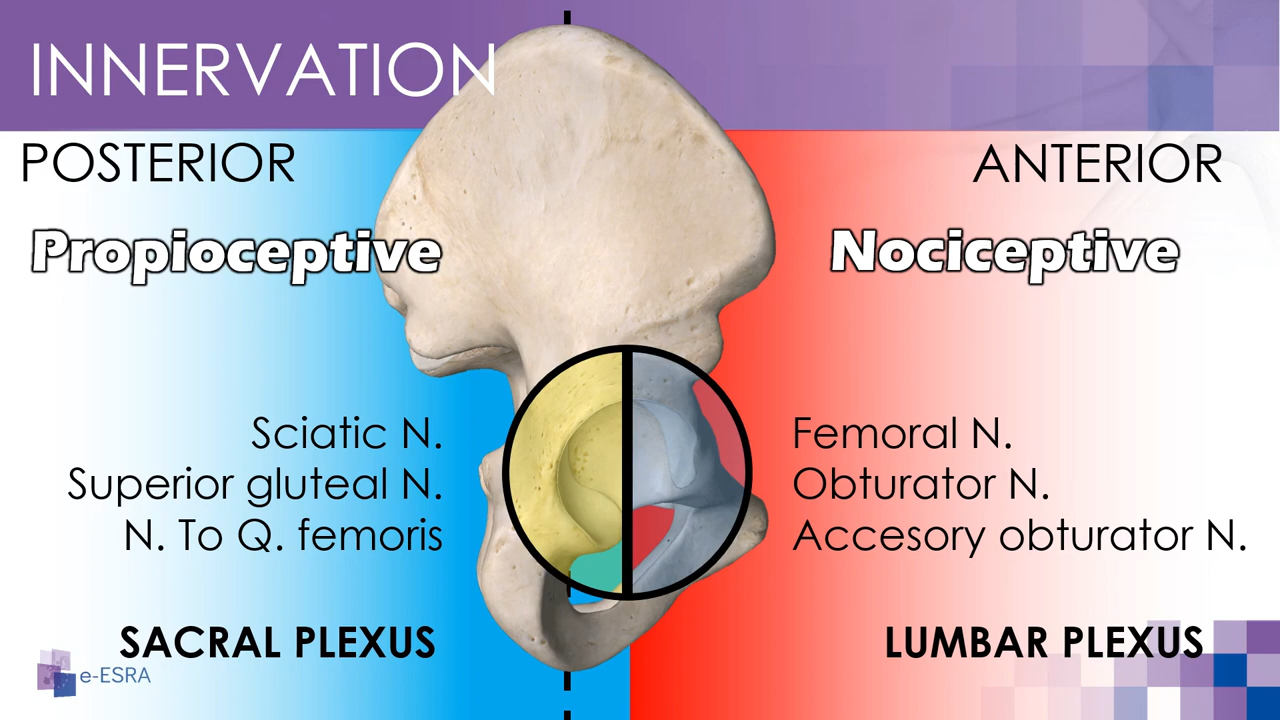 INNERVATION
POSTERIOR
Propioceptive
Sciatic N.
Superior gluteal N.
N. To Q. femoris
SACRAL PLEXUS
e-ESRA
ANTERIOR
Nociceptive
Femoral N.
Obturator N.
Accesory obturator N.
LUMBAR PLEXUS